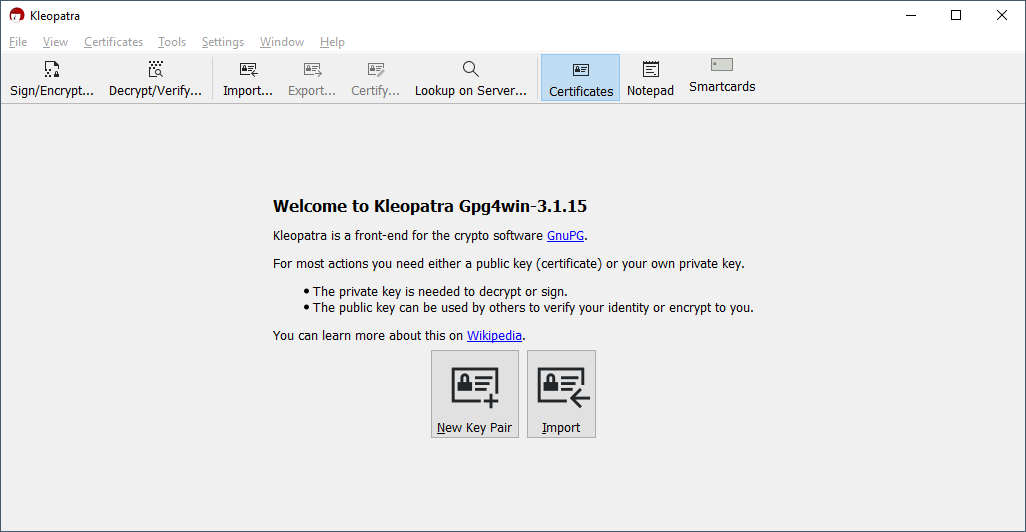 Kleopatra
File View Certificates Tools Settings Window Help
Sign/Encrypt... Decrypt/Verify... Import... Export... Certify... Lookup on Server... Certificates Notepad Smartcards
Welcome to Kleopatra Gpg4win-3.1.15
Kleopatra is a front-end for the crypto software GnuPG.
For most actions you need either a public key (certificate) or your own private key.
• The private key is needed to decrypt or sign.
• The public key can be used by others to verify your identity or encrypt to you.
You can learn more about this on Wikipedia.
New Key Pair Import